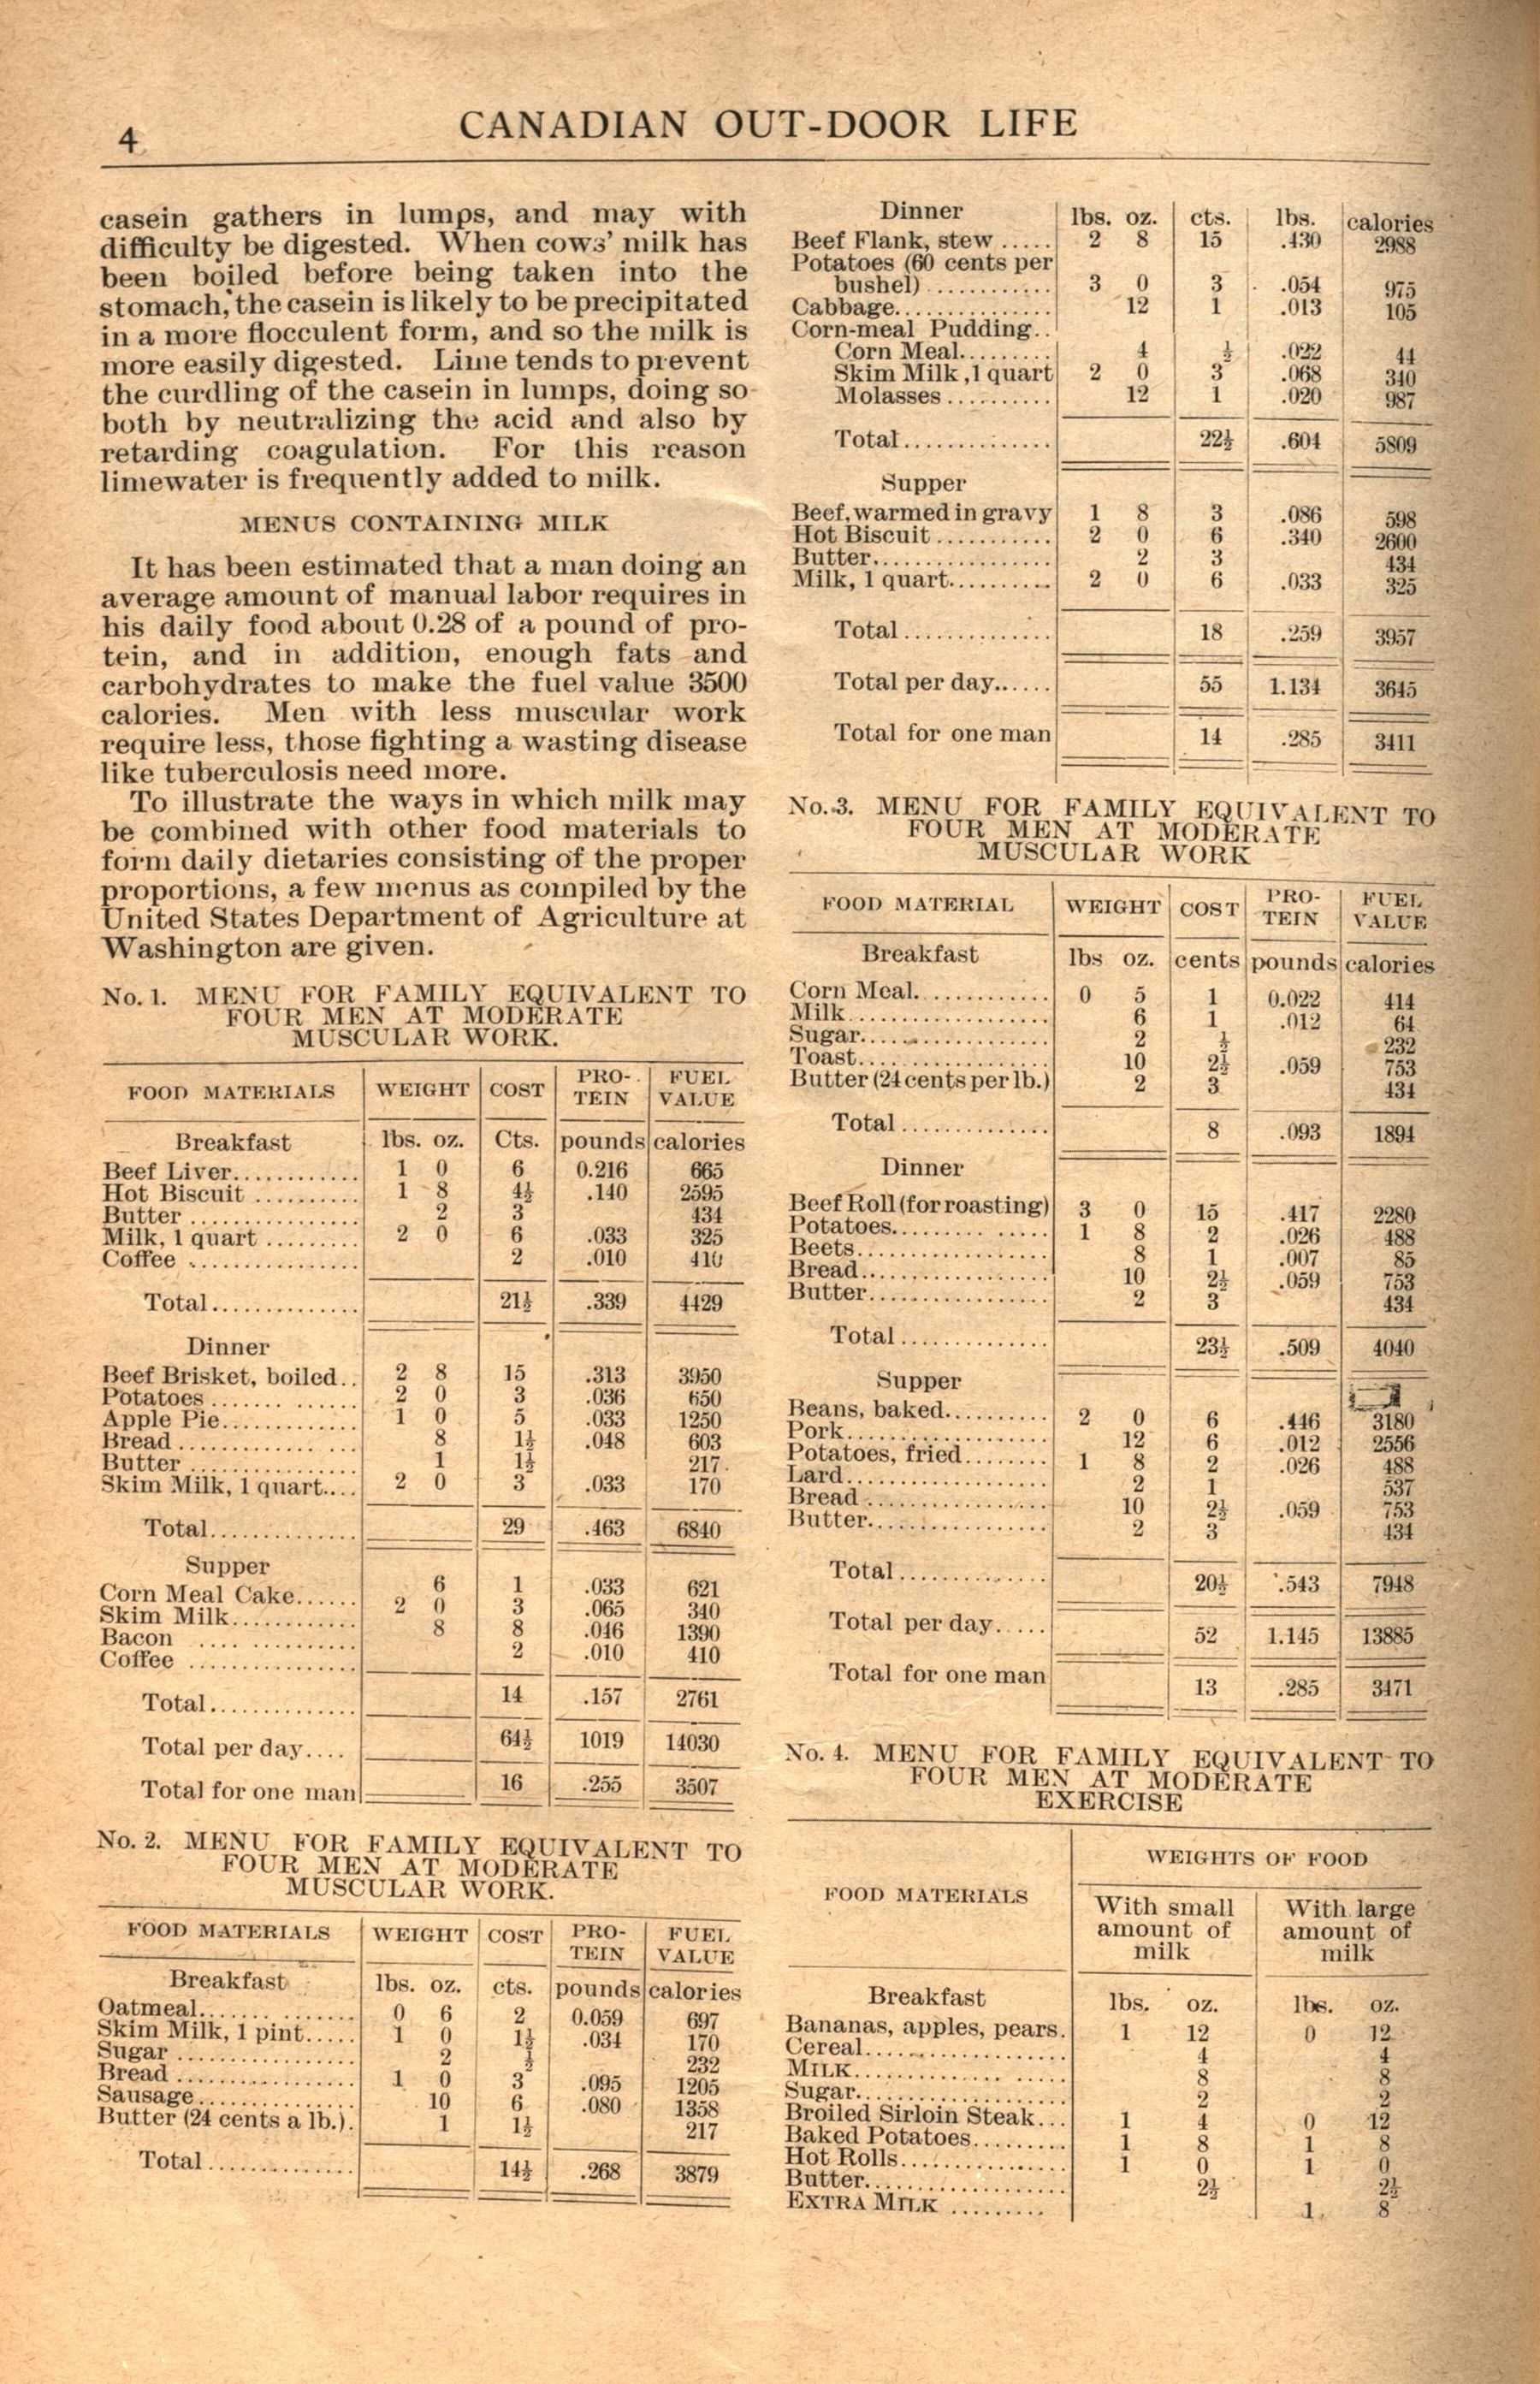 4
CANADIAN OUT-DOOR LIFE
casein gathers in lumps, and may with
difficulty be digested. When cows' milk has
been boiled before being taken into the
stomach, the casein is likely to be precipitated
in a more flocculent form, and so the milk is
more easily digested. Lime tends to prevent
the curdling of the casein in lumps, doing so
both by neutralizing the acid and also by
retarding coagulation. For this reason
limewater is frequently added to milk.
MENUS CONTAINING MILK
It has been estimated that a man doing an
average amount of manual labor requires in
his daily food about 0.28 of a pound of pro-
tein, and in addition, enough fats and
carbohydrates to make the fuel value 3500
calories. Men with less muscular work
require less, those fighting a wasting disease
like tuberculosis need more.
To illustrate the ways in which milk may
be combined with other food materials to
form daily dietaries consisting of the proper
proportions, a few menus as compiled by the
United States Department of Agriculture at
Washington are given.
No. 1. MENU FOR FAMILY EQUIVALENT TO
FOUR MEN AT MODERATE
MUSCULAR WORK.
FOOD MATERIALS WEIGHT COST PRO-TEIN FUEL VALUE
Breakfast lbs. oz. Cts. pounds calories
Beef Liver............ 1 0 6 0.216 665
Hot Biscuit .......... 1 8 4½ .140 2595
Butter ................ 2 3 434
Milk, 1 quart ......... 2 0 6 .033 325
Coffee ................ 2 .010 410
Total............. 21½ .339 4429
Dinner
Beef Brisket, boiled.. 2 8 15 .313 3950
Potatoes .............. 2 0 3 .036 650
Apple Pie............. 1 0 5 .033 1250
Bread ................. 8 1½ .048 603
Butter ................ 1 1½ 217
Skim Milk, 1 quart.... 2 0 3 .033 170
Total............. 29 .463 6840
Supper
Corn Meal Cake...... 6 1 .033 621
Skim Milk............ 2 0 3 .065 340
Bacon ............... 8 8 .046 1390
Coffee ................ 2 .010 410
Total............. 14 .157 2761
Total per day.... 64½ 1019 14030
Total for one man 16 .255 3507
No. 2. MENU FOR FAMILY EQUIVALENT TO
FOUR MEN AT MODERATE
MUSCULAR WORK.
FOOD MATERIALS WEIGHT COST PRO-TEIN FUEL VALUE
Breakfast lbs. oz. cts. pounds calories
Oatmeal............... 0 6 2 0.059 697
Skim Milk, 1 pint..... 1 0 1½ .034 170
Sugar ................. 2 ½ 232
Bread ................. 1 0 3 .095 1205
Sausage............... 10 6 .080 1358
Butter (24 cents a lb.). 1 1½ 217
Total.............. 14½ .268 3879
Dinner lbs. oz. cts. lbs. calories
Beef Flank, stew ..... 2 8 15 .430 2988
Potatoes (60 cents per
bushel) ............ 3 0 3 .054 975
Cabbage............... 12 1 .013 105
Corn-meal Pudding..
Corn Meal......... 4 ½ .022 44
Skim Milk, 1 quart 2 0 3 .068 340
Molasses .......... 12 1 .020 987
Total.............. 22½ .604 5809
Supper
Beef, warmed in gravy 1 8 3 .086 598
Hot Biscuit ........... 2 0 6 .340 2600
Butter................. 2 3 434
Milk, 1 quart.......... 2 0 6 .033 325
Total.............. 18 .259 3957
Total per day...... 55 1.134 3645
Total for one man 14 .285 3411
No. 3. MENU FOR FAMILY EQUIVALENT TO
FOUR MEN AT MODERATE
MUSCULAR WORK
FOOD MATERIAL WEIGHT COST PRO-TEIN FUEL VALUE
Breakfast lbs oz. cents pounds calories
Corn Meal............. 0 5 1 0.022 414
Milk................... 6 1 .012 64
Sugar.................. 2 ½ 232
Toast.................. 10 2½ .059 753
Butter (24 cents per lb.) 2 3 434
Total.............. 8 .093 1894
Dinner
Beef Roll (for roasting) 3 0 15 .417 2280
Potatoes............... 1 8 2 .026 488
Beets.................. 8 1 .007 85
Bread.................. 10 2½ .059 753
Butter................. 2 3 434
Total.............. 23½ .509 4040
Supper
Beans, baked.......... 2 0 6 .446 3180
Pork................... 12 6 .012 2556
Potatoes, fried........ 1 8 2 .026 488
Lard................... 2 1 537
Bread ................. 10 2½ .059 753
Butter................. 2 3 434
Total.............. 20½ .543 7948
Total per day..... 52 1.145 13885
Total for one man 13 .285 3471
No. 4. MENU FOR FAMILY EQUIVALENT TO
FOUR MEN AT MODERATE
EXERCISE
FOOD MATERIALS WEIGHTS OF FOOD
With small amount of milk With large amount of milk
Breakfast lbs. oz. lbs. oz.
Bananas, apples, pears. 1 12 0 12
Cereal................. 4 4
MILK................... 8 8
Sugar.................. 2 2
Broiled Sirloin Steak... 1 4 0 12
Baked Potatoes......... 1 8 1 8
Hot Rolls............... 1 0 1 0
Butter.................. 2½ 2½
EXTRA MILK ......... 1 8